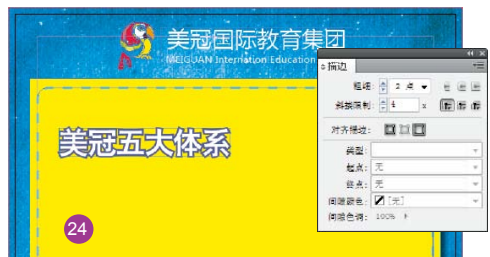 美冠国际教育集团
MEIGUAN Internation Education
描边
粗细: 2 点
斜接限制: 4 x
对齐描边:
类型:
起点: 无
终点: 无
间隙颜色: [无]
间隙色调: 100%
美冠五大体系
24